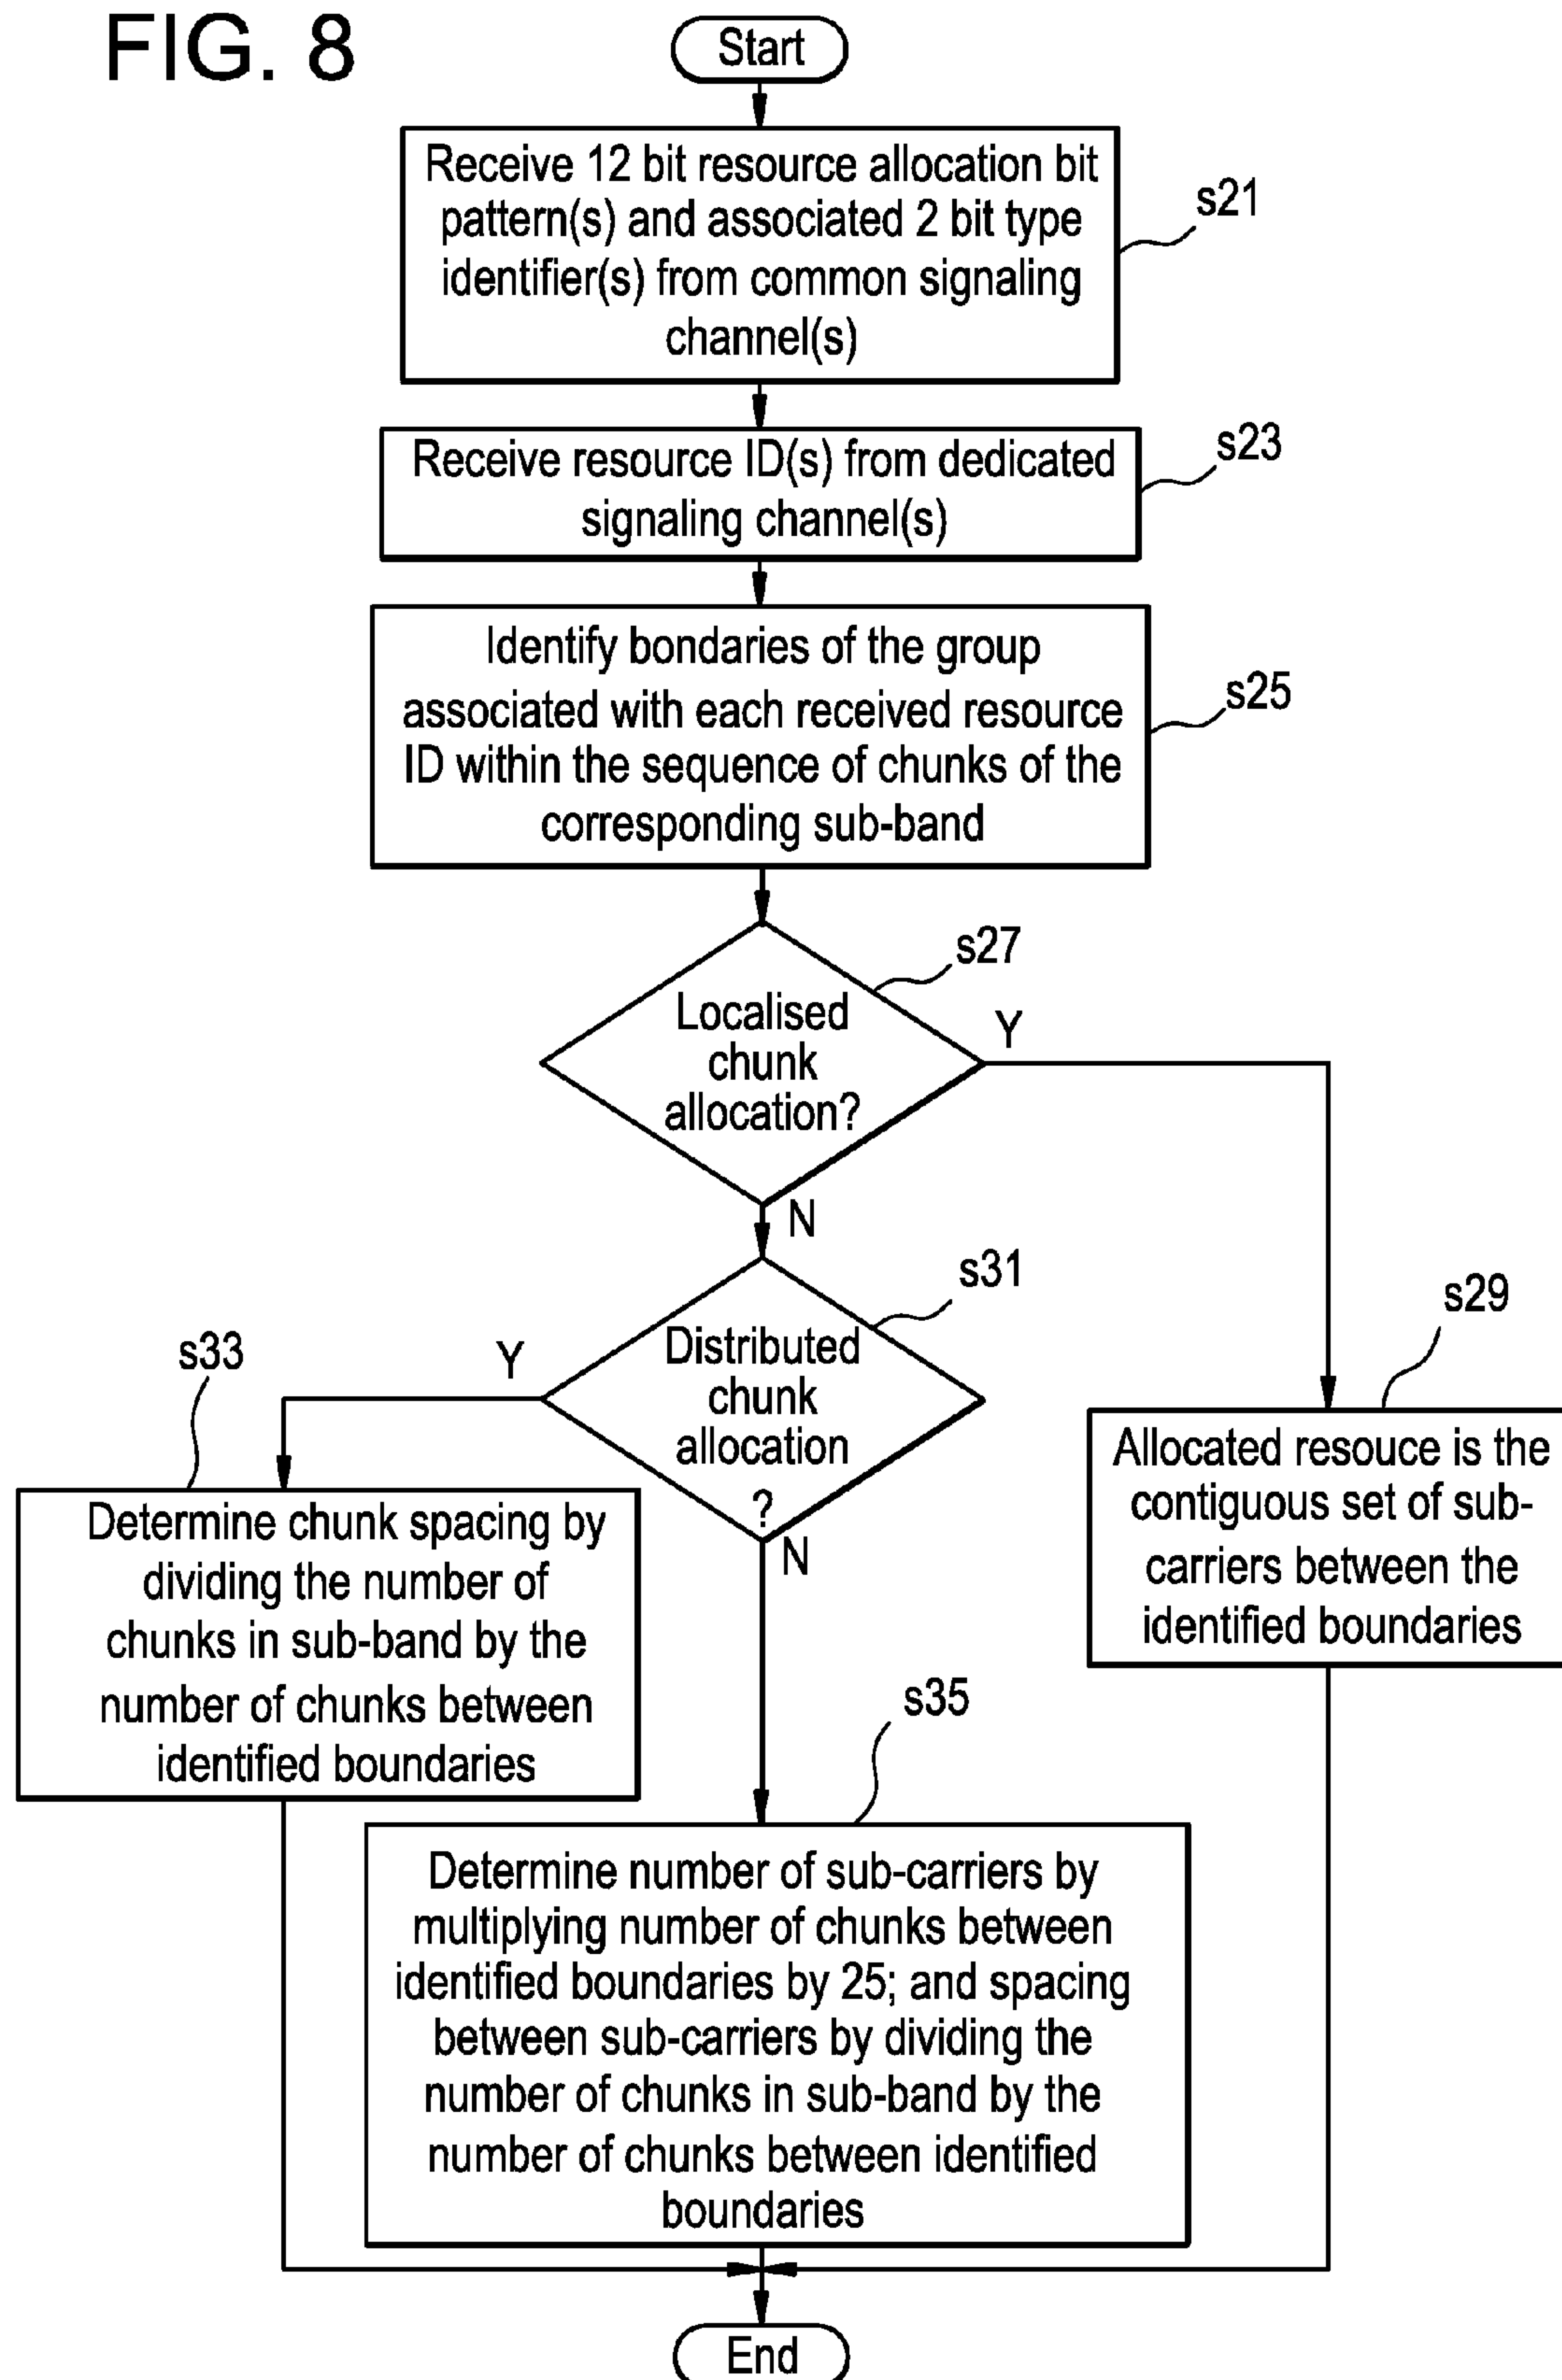 FIG. 8
Start
Receive 12 bit resource allocation bit
pattern(s) and associated 2 bit type
identifier(s) from common signaling
channel(s)
s21
Receive resource ID(s) from dedicated
signaling channel(s)
s23
Identify bondaries of the group
associated with each received resource
ID within the sequence of chunks of the
corresponding sub-band
s25
Localised
chunk
allocation?
s27
Y
N
Distributed
chunk
allocation
?
s31
Y
N
s29
Allocated resouce is the
contiguous set of sub-
carriers between the
identified boundaries
s33
Determine chunk spacing by
dividing the number of
chunks in sub-band by the
number of chunks between
identified boundaries
s35
Determine number of sub-carriers by
multiplying number of chunks between
identified boundaries by 25; and spacing
between sub-carriers by dividing the
number of chunks in sub-band by the
number of chunks between identified
boundaries
End